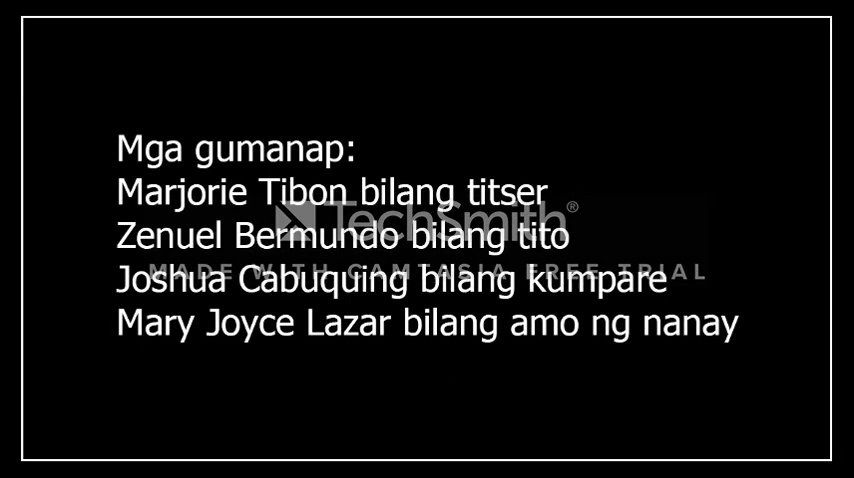 Mga gumanap:
Marjorie Tibon bilang titser
TechSmith®
Zenuel Bermundo bilang tito
MADE WITH CAMTASIA FREE TRIAL
Joshua Cabuquing bilang kumpare
Mary Joyce Lazar bilang amo ng nanay